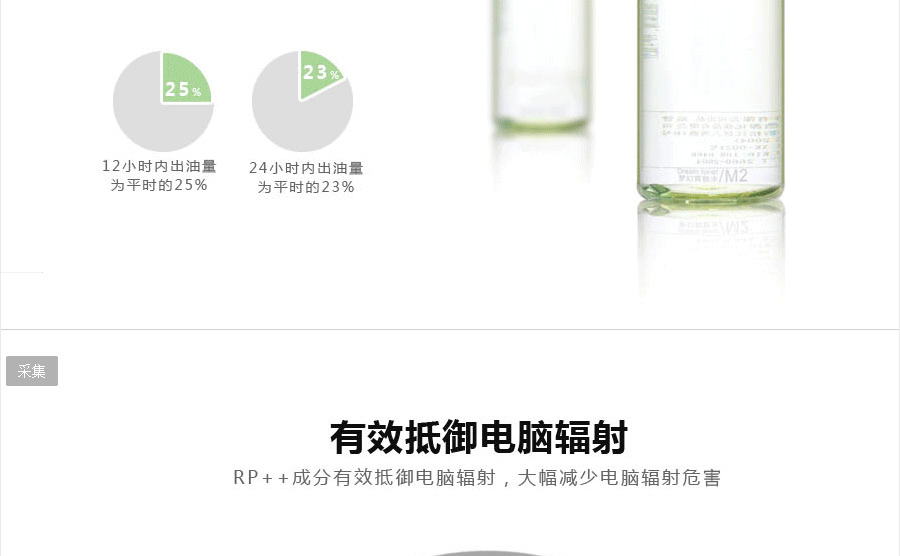 25%
23%
12小时内出油量
为平时的25%
24小时内出油量
为平时的23%
/M2
采集
有效抵御电脑辐射
RP++成分有效抵御电脑辐射，大幅减少电脑辐射危害